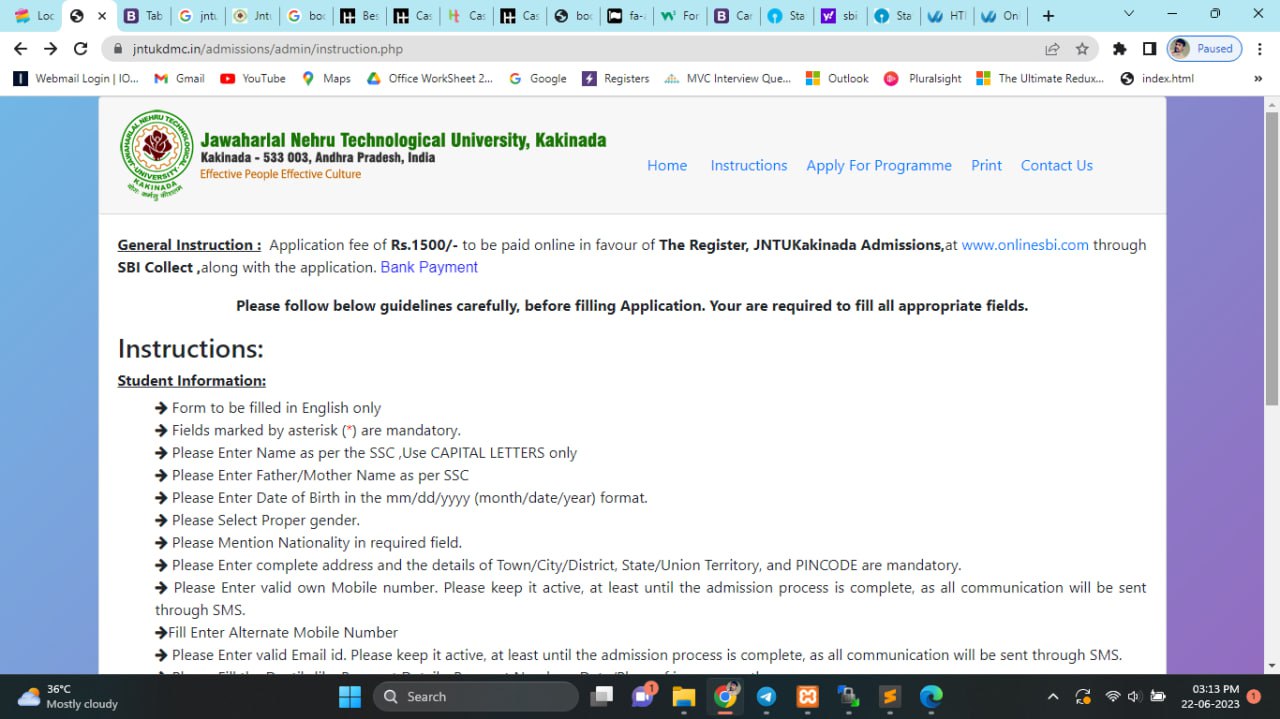 Loc
Tab
jntu
Jntu
boo
Bes
Cas
Cas
Cas
boo
fa-
For
Car
Sta
sbi
Sta
HTI
On
jntukdmc.in/admissions/admin/instruction.php
Paused
Webmail Login | IO...
Gmail
YouTube
Maps
Office WorkSheet 2...
Google
Registers
MVC Interview Que...
Outlook
Pluralsight
The Ultimate Redux...
index.html
»
JAWAHARLAL NEHRU TECHNOLOGICAL UNIVERSITY
KAKINADA
Jawaharlal Nehru Technological University, Kakinada
Kakinada - 533 003, Andhra Pradesh, India
Effective People Effective Culture
Home Instructions Apply For Programme Print Contact Us
General Instruction : Application fee of Rs.1500/- to be paid online in favour of The Register, JNTUKakinada Admissions,at www.onlinesbi.com through
SBI Collect ,along with the application. Bank Payment
Please follow below guidelines carefully, before filling Application. Your are required to fill all appropriate fields.
Instructions:
Student Information:
➔ Form to be filled in English only
➔ Fields marked by asterisk (*) are mandatory.
➔ Please Enter Name as per the SSC ,Use CAPITAL LETTERS only
➔ Please Enter Father/Mother Name as per SSC
➔ Please Enter Date of Birth in the mm/dd/yyyy (month/date/year) format.
➔ Please Select Proper gender.
➔ Please Mention Nationality in required field.
➔ Please Enter complete address and the details of Town/City/District, State/Union Territory, and PINCODE are mandatory.
➔ Please Enter valid own Mobile number. Please keep it active, at least until the admission process is complete, as all communication will be sent
through SMS.
➔Fill Enter Alternate Mobile Number
➔ Please Enter valid Email id. Please keep it active, at least until the admission process is complete, as all communication will be sent through SMS.
36°C
Mostly cloudy
Search
1
03:13 PM
22-06-2023
1